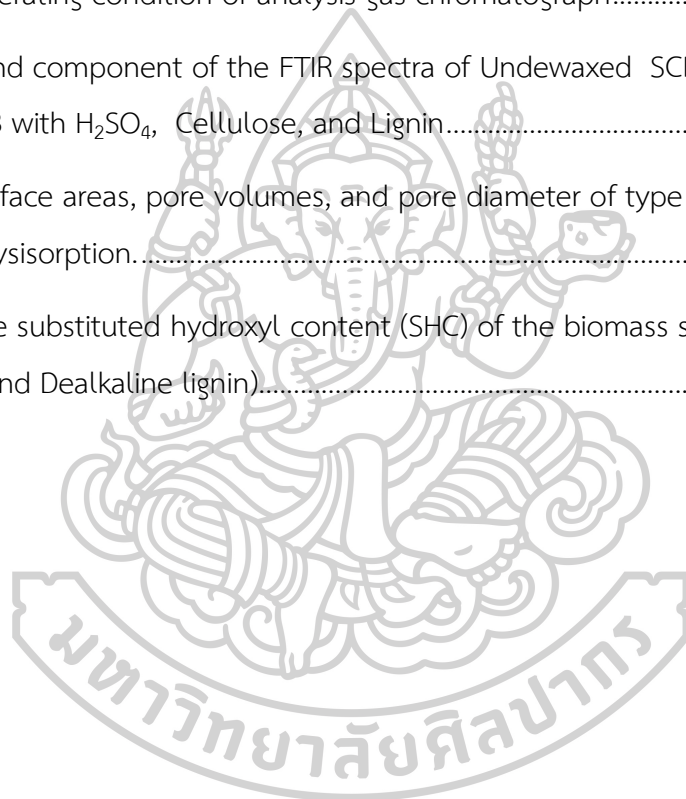 erating condition of analysis gas chromatograph
nd component of the FTIR spectra of Undewaxed
with H₂SO₄, Cellulose, and Lignin
face areas, pore volumes, and pore diameter of type
ysisorption.
e substituted hydroxyl content (SHC) of the biomass s
nd Dealkaline lignin)
มหาวิทยาลัยศิลปากร